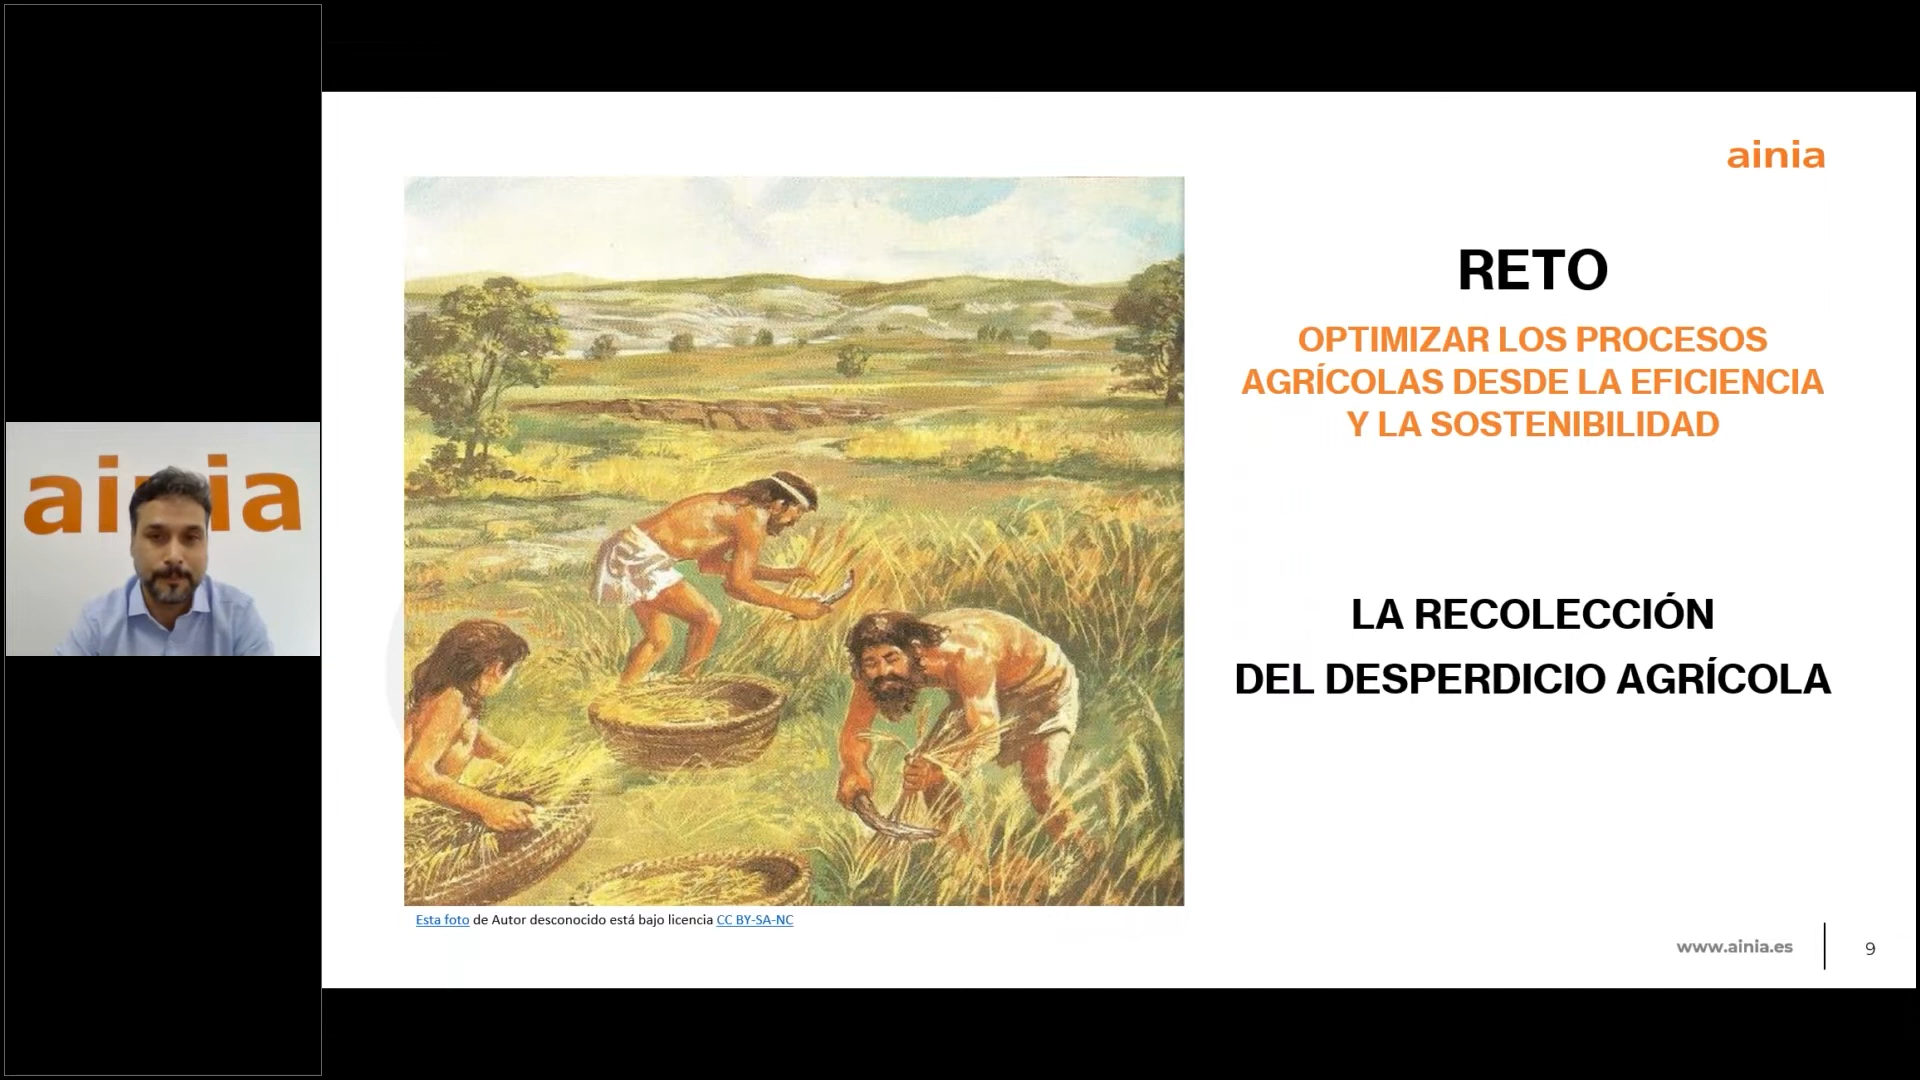 ainia
ainia
RETO
OPTIMIZAR LOS PROCESOS
AGRÍCOLAS DESDE LA EFICIENCIA
Y LA SOSTENIBILIDAD
LA RECOLECCIÓN
DEL DESPERDICIO AGRÍCOLA
Esta foto de Autor desconocido está bajo licencia CC BY-SA-NC
www.ainia.es
9